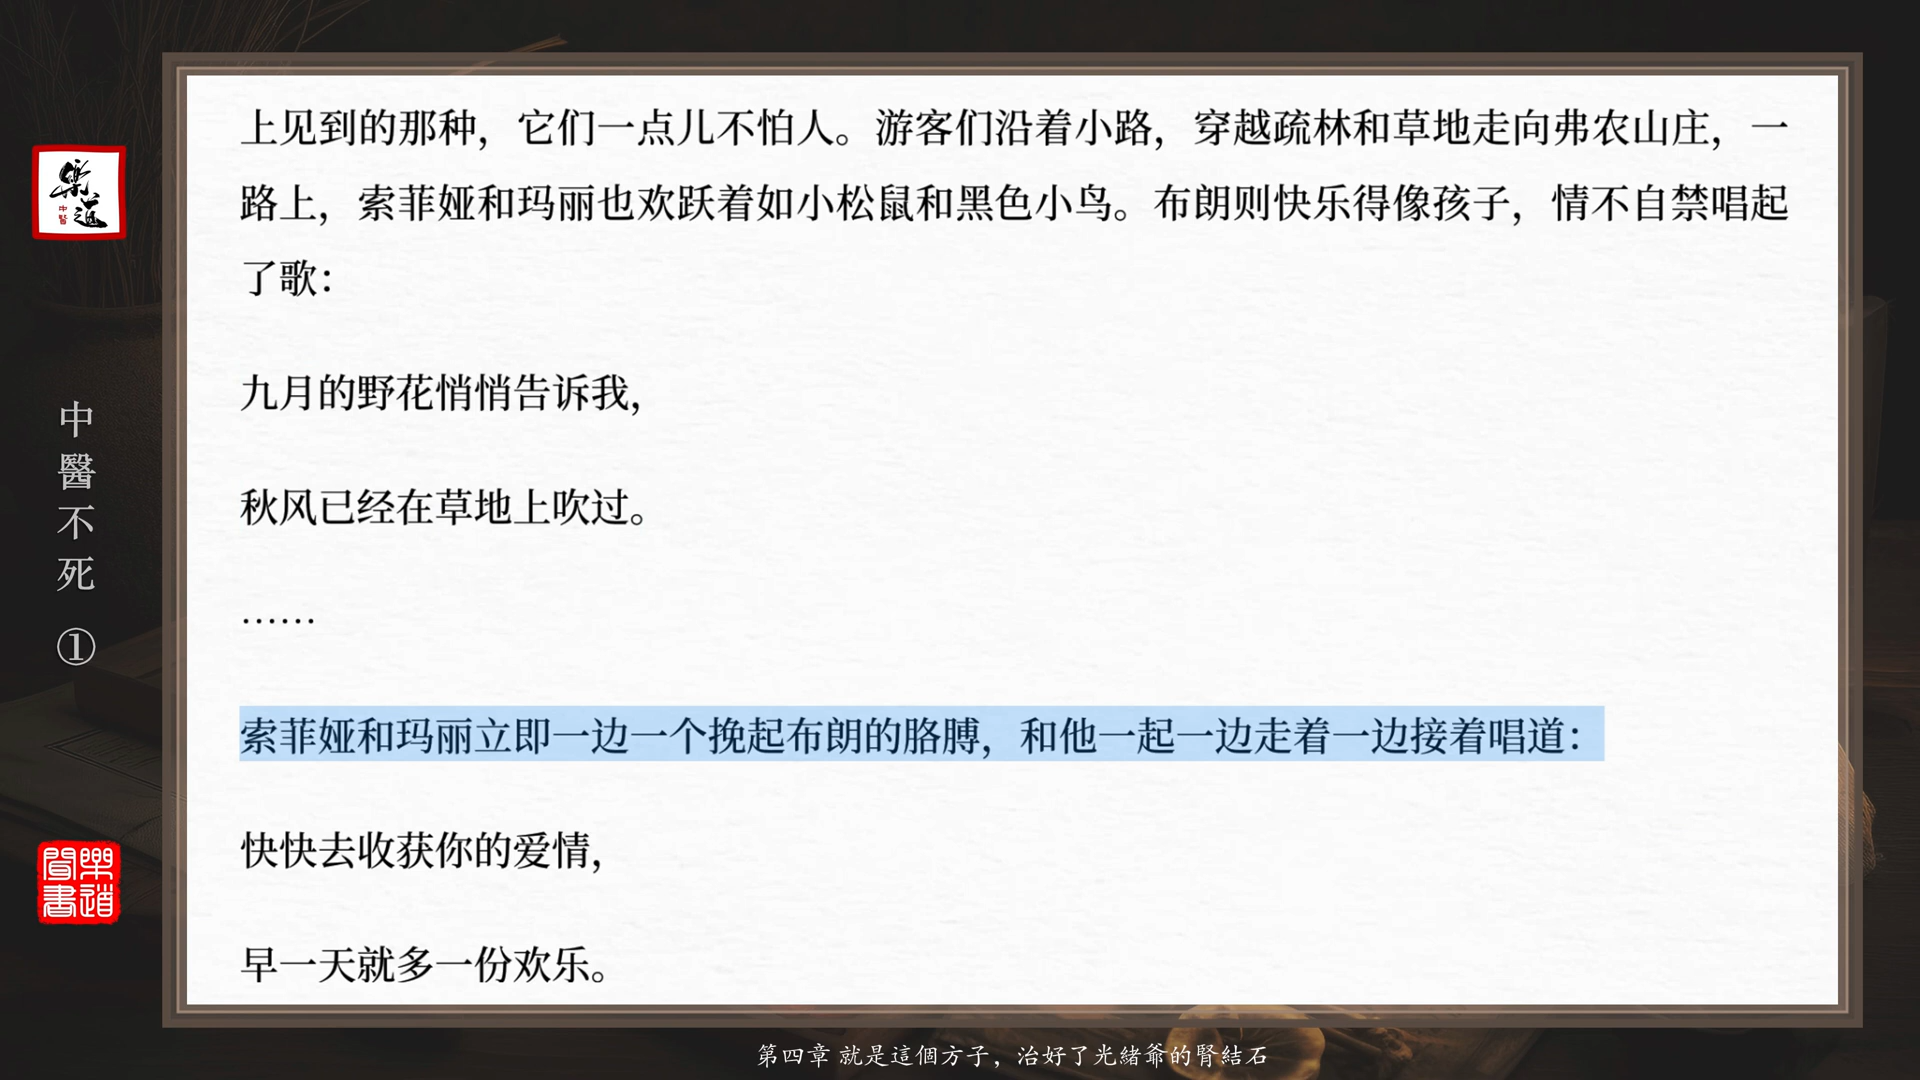 上见到的那种，它们一点儿不怕人。游客们沿着小路，穿越疏林和草地走向弗农山庄，一
路上，索菲娅和玛丽也欢跃着如小松鼠和黑色小鸟。布朗则快乐得像孩子，情不自禁唱起
了歌：
九月的野花悄悄告诉我，
秋风已经在草地上吹过。
……
索菲娅和玛丽立即一边一个挽起布朗的胳膊，和他一起一边走着一边接着唱道：
快快去收获你的爱情，
早一天就多一份欢乐。
樂道
中醫
中醫不死 ①
樂道
閒書
第四章 就是這個方子，治好了光緒爺的腎結石